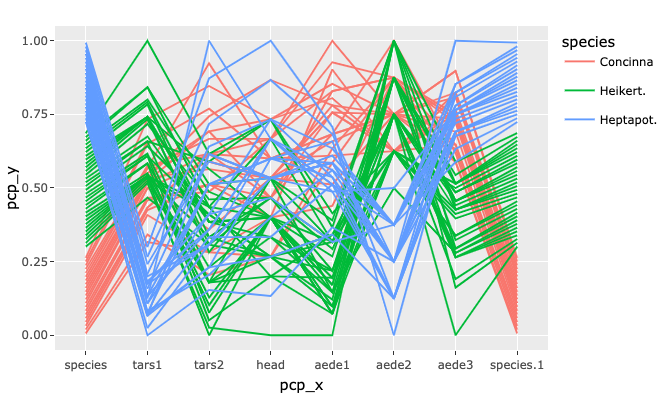 1.00
0.75
0.50
0.25
0.00
pcp_y
species tars1 tars2 head aede1 aede2 aede3 species.1
pcp_x
species
Concinna
Heikert.
Heptapot.